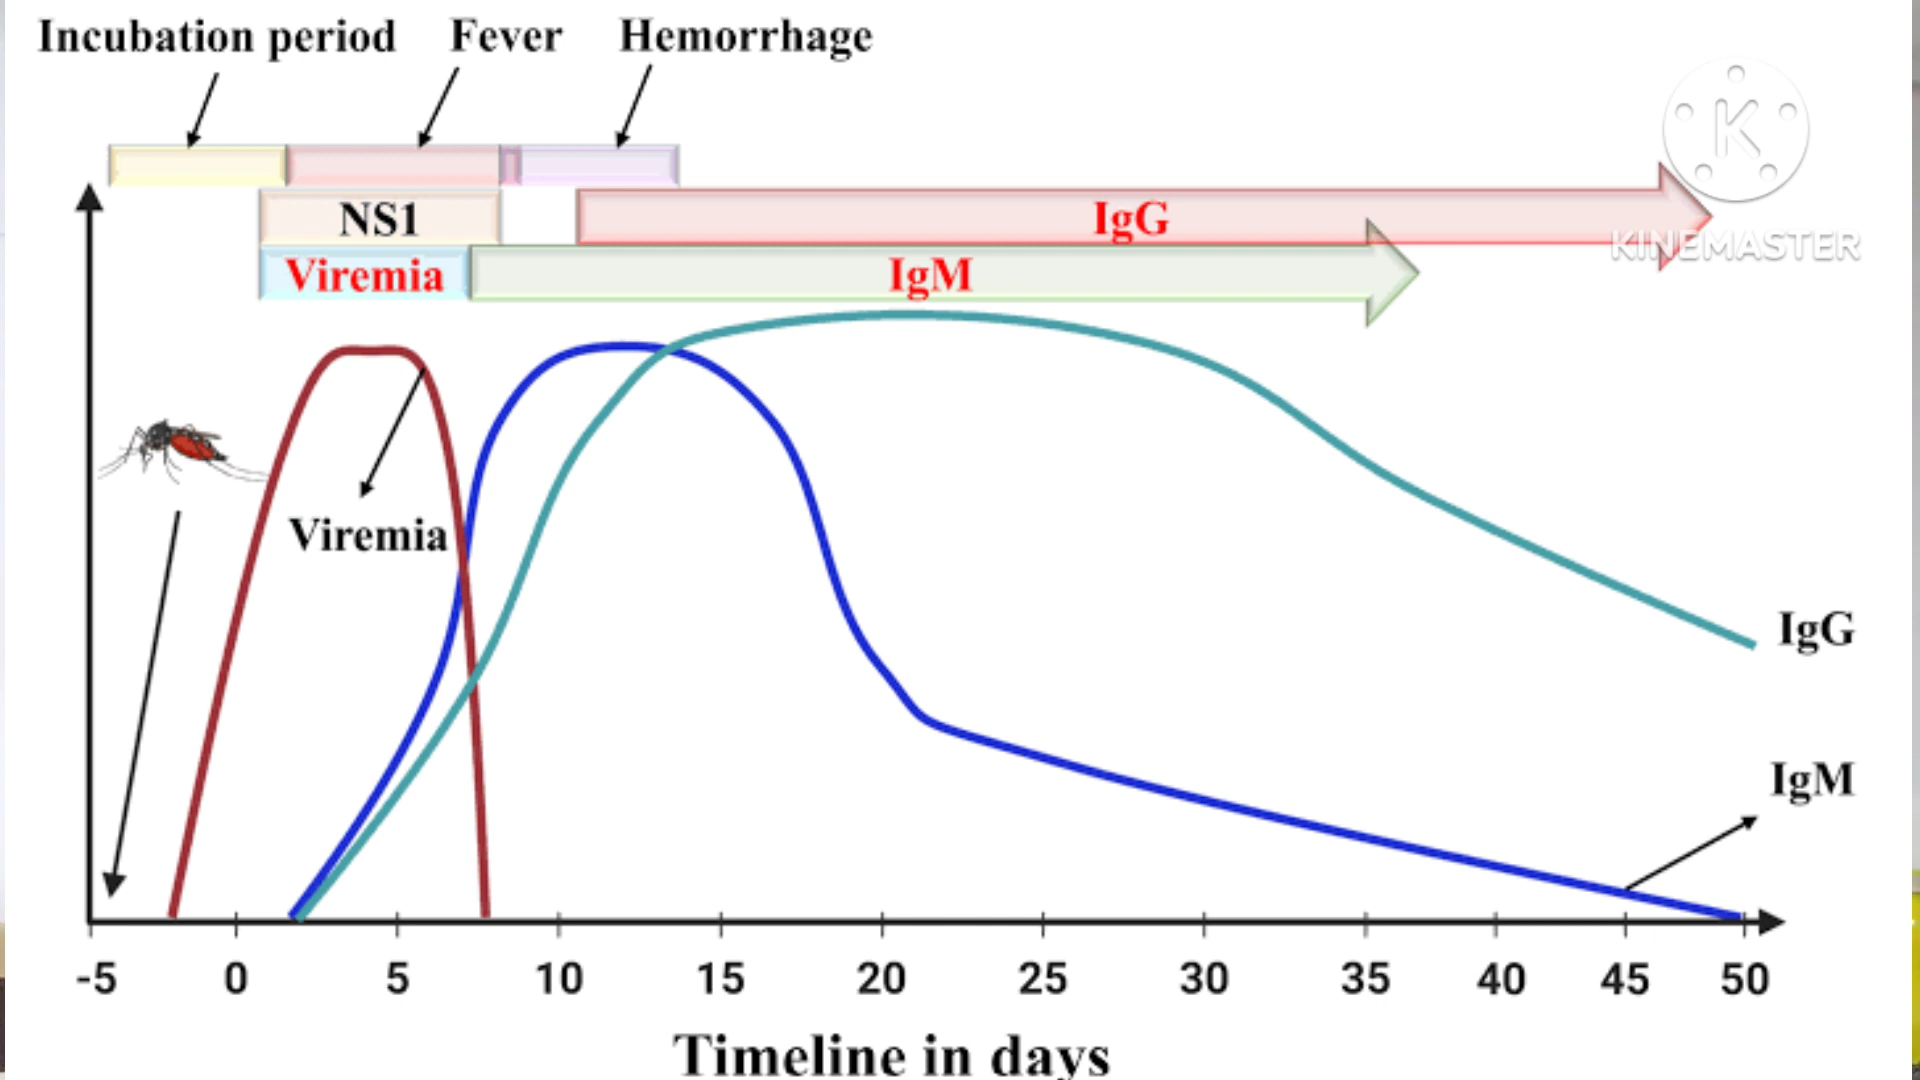 Incubation period Fever Hemorrhage
K
KINEMASTER
NS1 IgG
Viremia IgM
Viremia
IgG
IgM
-5 0 5 10 15 20 25 30 35 40 45 50
Timeline in days